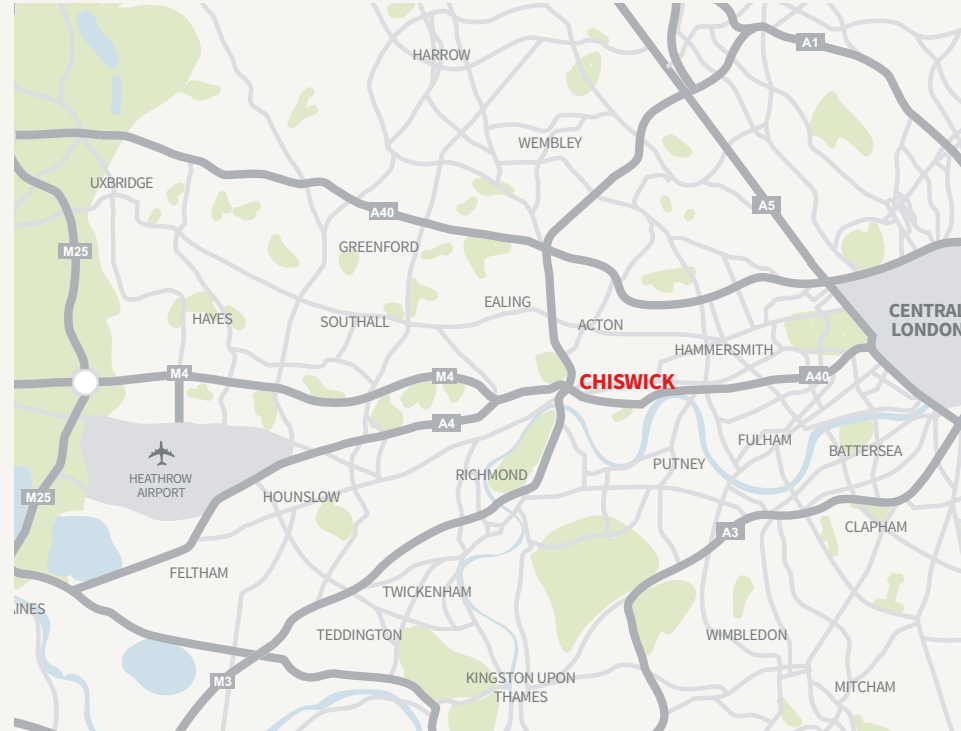 A1
HARROW
WEMBLEY
UXBRIDGE
A5
A40
M25
GREENFORD
EALING
CENTRAL
LONDON
HAYES
SOUTHALL
ACTON
HAMMERSMITH
M4
M4
CHISWICK
A40
A4
FULHAM
BATTERSEA
HEATHROW
AIRPORT
RICHMOND
PUTNEY
M25
HOUNSLOW
A3
CLAPHAM
FELTHAM
TWICKENHAM
AINES
TEDDINGTON
WIMBLEDON
M3
KINGSTON UPON
THAMES
MITCHAM